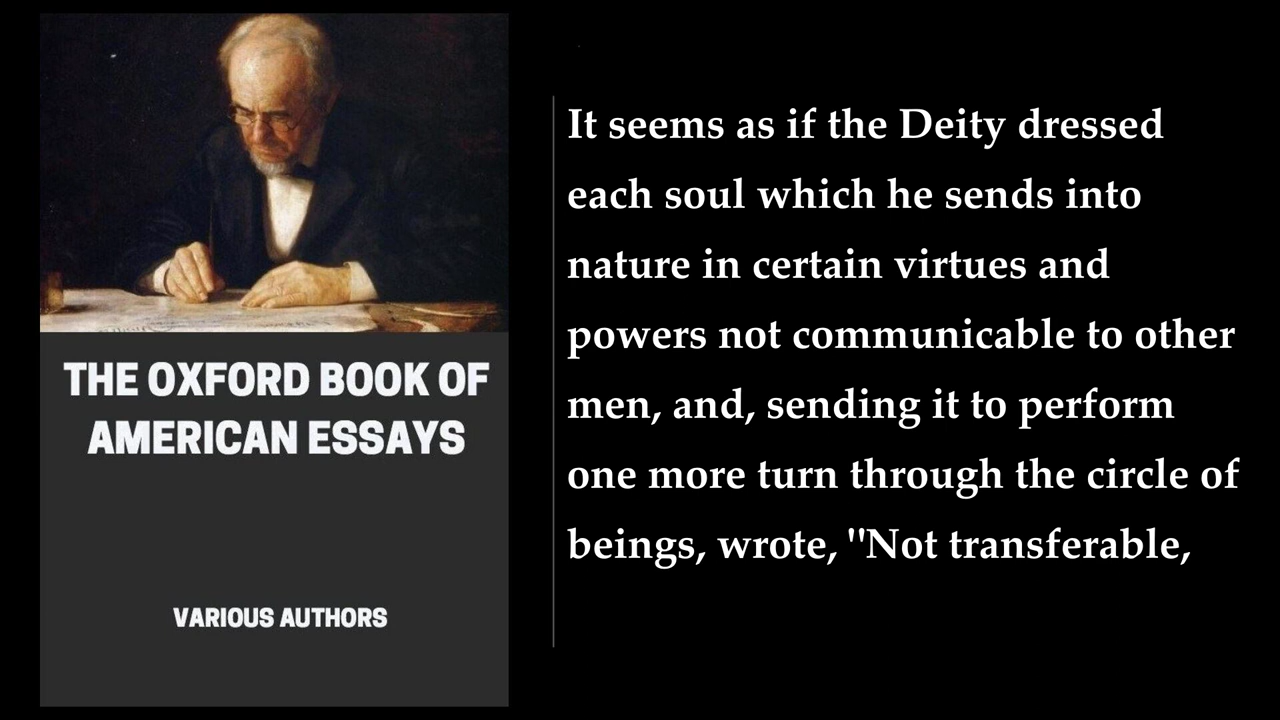 THE OXFORD BOOK OF
AMERICAN ESSAYS
VARIOUS AUTHORS
It seems as if the Deity dressed
each soul which he sends into
nature in certain virtues and
powers not communicable to other
men, and, sending it to perform
one more turn through the circle of
beings, wrote, "Not transferable,